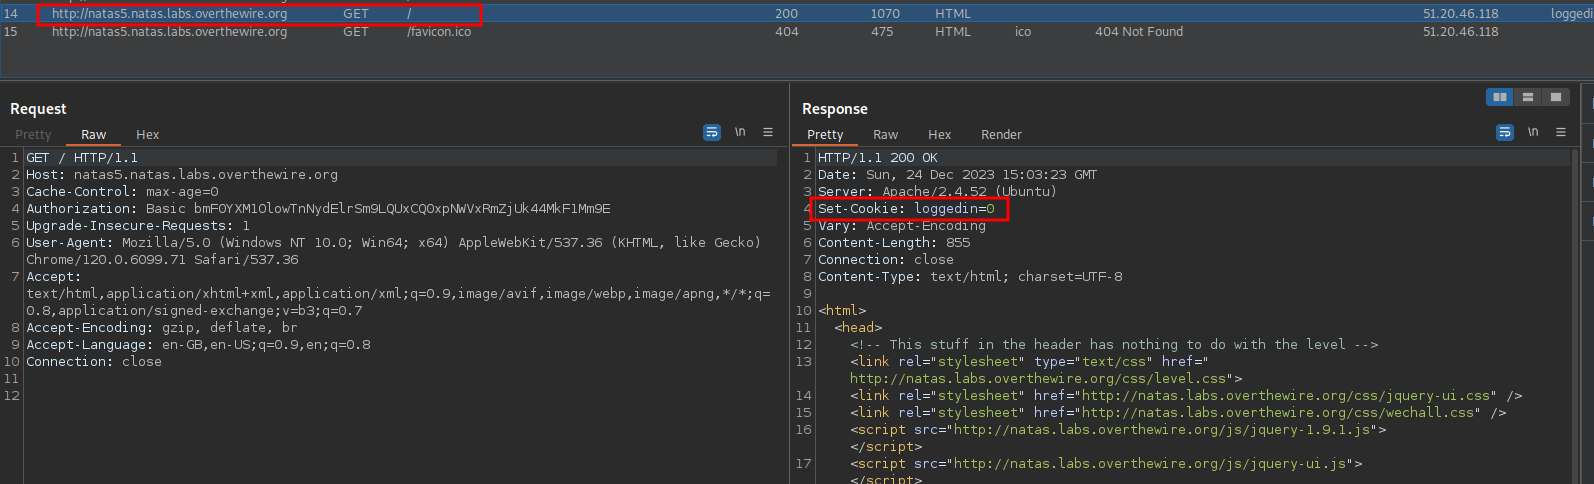 14 http://natas5.natas.labs.overthewire.org GET / 200 1070 HTML 51.20.46.118 loggedi
15 http://natas5.natas.labs.overthewire.org GET /favicon.ico 404 475 HTML ico 404 Not Found 51.20.46.118
Request
Pretty Raw Hex
\n
1 GET / HTTP/1.1
2 Host: natas5.natas.labs.overthewire.org
3 Cache-Control: max-age=0
4 Authorization: Basic bmF0YXM1OlowTnNydElrSm9LQUxCQ0xpNWVxRmZjUk44MkF1Mm9E
5 Upgrade-Insecure-Requests: 1
6 User-Agent: Mozilla/5.0 (Windows NT 10.0; Win64; x64) AppleWebKit/537.36 (KHTML, like Gecko)
Chrome/120.0.6099.71 Safari/537.36
7 Accept:
text/html,application/xhtml+xml,application/xml;q=0.9,image/avif,image/webp,image/apng,*/*;q=
0.8,application/signed-exchange;v=b3;q=0.7
8 Accept-Encoding: gzip, deflate, br
9 Accept-Language: en-GB,en-US;q=0.9,en;q=0.8
10 Connection: close
11
12
Response
Pretty Raw Hex Render
\n
1 HTTP/1.1 200 OK
2 Date: Sun, 24 Dec 2023 15:03:23 GMT
3 Server: Apache/2.4.52 (Ubuntu)
4 Set-Cookie: loggedin=0
5 Vary: Accept-Encoding
6 Content-Length: 855
7 Connection: close
8 Content-Type: text/html; charset=UTF-8
9
10 <html>
11 <head>
12 <!-- This stuff in the header has nothing to do with the level -->
13 <link rel="stylesheet" type="text/css" href="
http://natas.labs.overthewire.org/css/level.css">
14 <link rel="stylesheet" href="http://natas.labs.overthewire.org/css/jquery-ui.css" />
15 <link rel="stylesheet" href="http://natas.labs.overthewire.org/css/wechall.css" />
16 <script src="http://natas.labs.overthewire.org/js/jquery-1.9.1.js">
</script>
17 <script src="http://natas.labs.overthewire.org/js/jquery-ui.js">
</script>